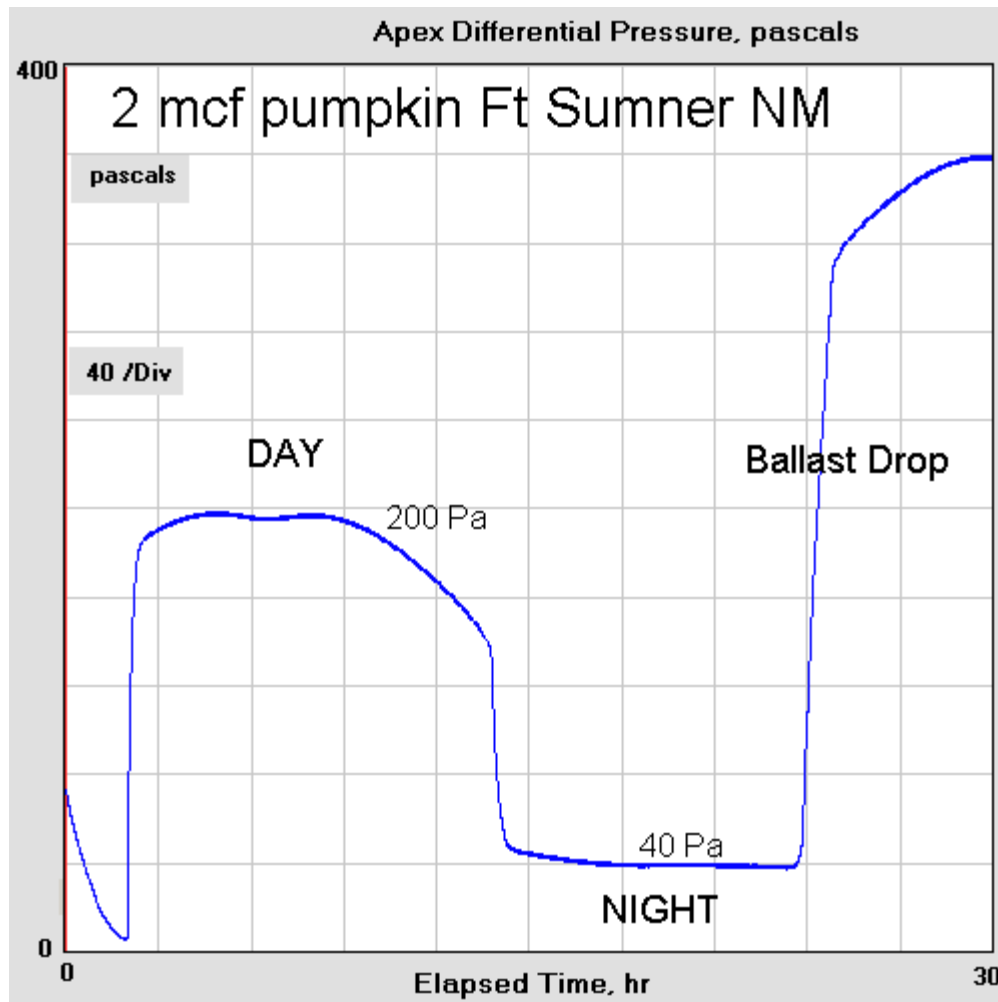 Apex Differential Pressure, pascals
400
2 mcf pumpkin Ft Sumner NM
pascals
40 /Div
DAY
Ballast Drop
200 Pa
40 Pa
NIGHT
0
0
30
Elapsed Time, hr